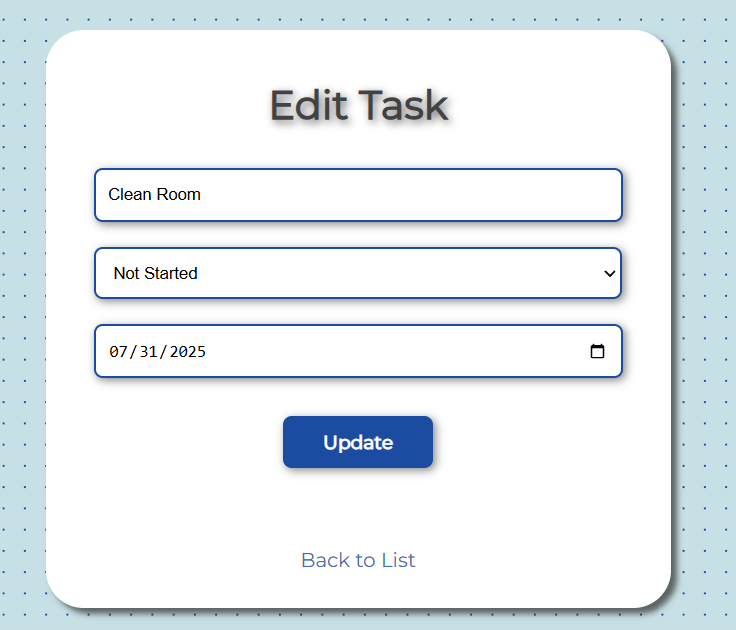 Edit Task
Clean Room
Not Started
07/31/2025
Update
Back to List